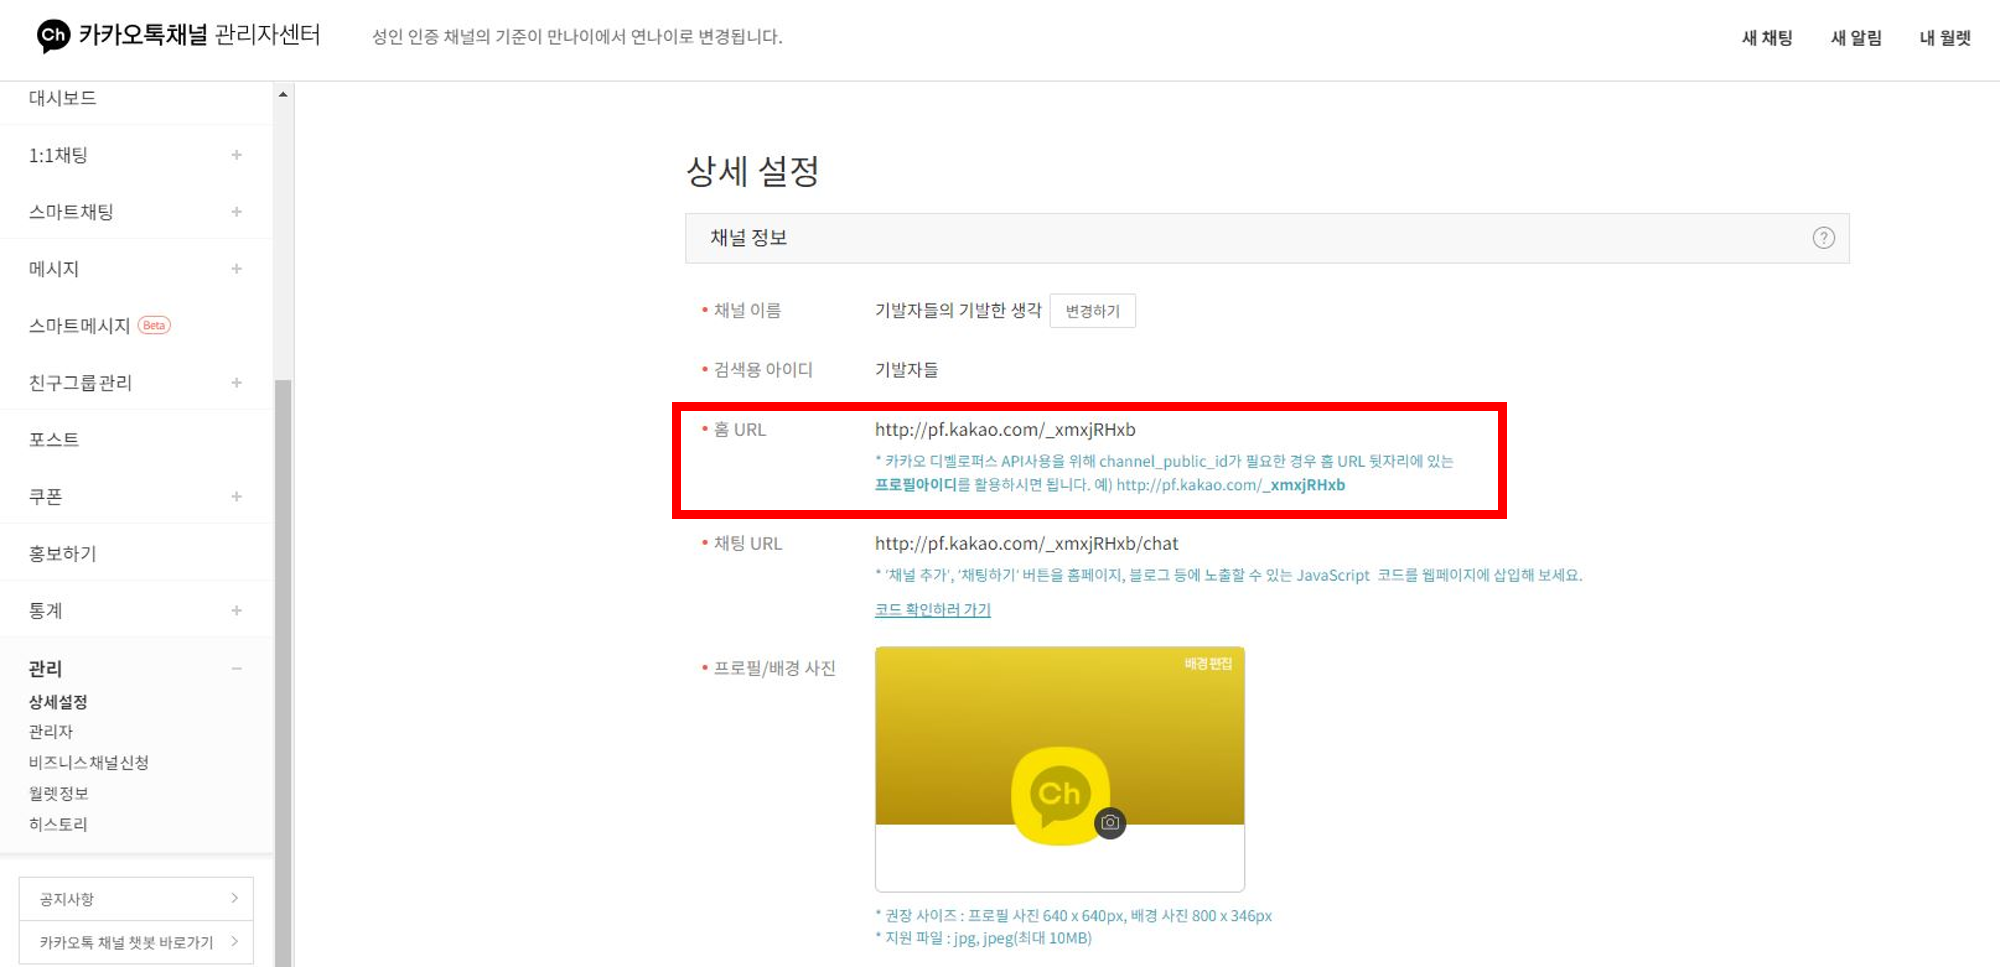 Ch 카카오톡채널 관리자센터
성인 인증 채널의 기준이 만나이에서 연나이로 변경됩니다.
새 채팅
새 알림
내 월렛
대시보드
1:1채팅
스마트채팅
메시지
스마트메시지 Beta
친구그룹관리
포스트
쿠폰
홍보하기
통계
관리
상세설정
관리자
비즈니스채널신청
월렛정보
히스토리
공지사항
카카오톡 채널 챗봇 바로가기
상세 설정
채널 정보 ?
• 채널 이름 기발자들의 기발한 생각 변경하기
• 검색용 아이디 기발자들
• 홈 URL http://pf.kakao.com/_xmxjRHxb
* 카카오 디벨로퍼스 API사용을 위해 channel_public_id가 필요한 경우 홈 URL 뒷자리에 있는
프로필아이디를 활용하시면 됩니다. 예) http://pf.kakao.com/_xmxjRHxb
• 채팅 URL http://pf.kakao.com/_xmxjRHxb/chat
* '채널 추가', '채팅하기' 버튼을 홈페이지, 블로그 등에 노출할 수 있는 JavaScript 코드를 웹페이지에 삽입해 보세요.
코드 확인하러 가기
• 프로필/배경 사진
배경편집
Ch
* 권장 사이즈 : 프로필 사진 640 x 640px, 배경 사진 800 x 346px
* 지원 파일 : jpg, jpeg(최대 10MB)